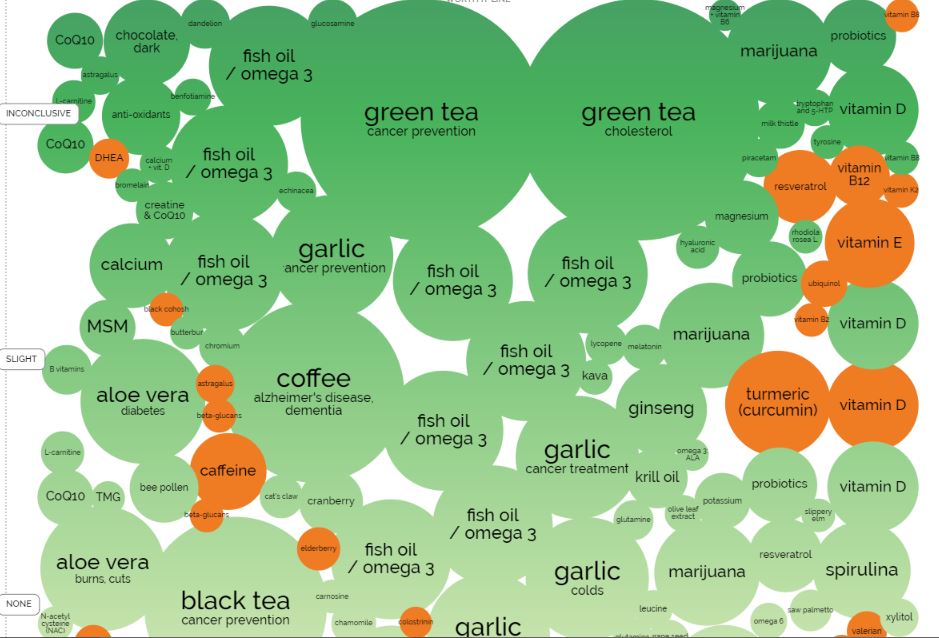 CoQ10
chocolate,
dark
dandelion
fish oil
/ omega 3
glucosamine
magnesium
+ vitamin
B6
marijuana
probiotics
vitamin B8
astragalus
L-carnitine
INCONCLUSIVE
anti-oxidants
benfotiamine
green tea
cancer prevention
green tea
cholesterol
tryptophan
and 5-HTP
vitamin D
milk thistle
CoQ10
DHEA
calcium
+ vit. D
fish oil
/ omega 3
tyrosine
piracetam
vitamin B8
bromelain
echinacea
resveratrol
vitamin
B12
vitamin K2
creatine
& CoQ10
magnesium
garlic
ancer prevention
hyaluronic
acid
rhodiola
rosea L.
vitamin E
calcium
fish oil
/ omega 3
fish oil
/ omega 3
fish oil
/ omega 3
probiotics
ubiquinol
black cohosh
MSM
butterbur
chromium
marijuana
vitamin B2
vitamin D
SLIGHT
B vitamins
fish oil
/ omega 3
lycopene
melatonin
kava
aloe vera
diabetes
astragalus
beta-glucans
coffee
alzheimer's disease,
dementia
ginseng
turmeric
(curcumin)
vitamin D
fish oil
/ omega 3
L-carnitine
garlic
cancer treatment
omega 3
ALA
krill oil
caffeine
CoQ10
TMG
bee pollen
cat's claw
cranberry
probiotics
vitamin D
potassium
beta-glucans
fish oil
/ omega 3
glutamine
olive leaf
extract
slippery
elm
aloe vera
burns, cuts
elderberry
fish oil
/ omega 3
garlic
colds
marijuana
resveratrol
spirulina
NONE
black tea
cancer prevention
carnosine
N-acetyl
cysteine
(NAC)
chamomile
colostrinin
garlic
leucine
omega 6
saw palmetto
valerian
xylitol